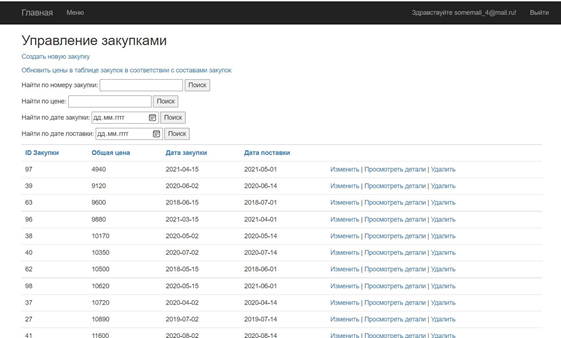 Главная Меню Здравствуйте somemail_4@mail.ru! Выйти
Управление закупками
Создать новую закупку
Обновить цены в таблице закупок в соответствии с составами закупок
Найти по номеру закупки: Поиск
Найти по цене: Поиск
Найти по дате закупки: дд.мм.гггг Поиск
Найти по дате поставки: дд.мм.гггг Поиск
ID Закупки Общая цена Дата закупки Дата поставки
97 4940 2021-04-15 2021-05-01 Изменить | Просмотреть детали | Удалить
39 9120 2020-06-02 2020-06-14 Изменить | Просмотреть детали | Удалить
63 9600 2018-06-15 2018-07-01 Изменить | Просмотреть детали | Удалить
96 9880 2021-03-15 2021-04-01 Изменить | Просмотреть детали | Удалить
38 10170 2020-05-02 2020-05-14 Изменить | Просмотреть детали | Удалить
40 10350 2020-07-02 2020-07-14 Изменить | Просмотреть детали | Удалить
62 10500 2018-05-15 2018-06-01 Изменить | Просмотреть детали | Удалить
98 10620 2020-05-15 2021-06-01 Изменить | Просмотреть детали | Удалить
37 10720 2020-04-02 2020-04-14 Изменить | Просмотреть детали | Удалить
27 10890 2019-07-02 2019-07-14 Изменить | Просмотреть детали | Удалить
41 11600 2020-08-02 2020-08-14 Изменить | Просмотреть детали | Удалить